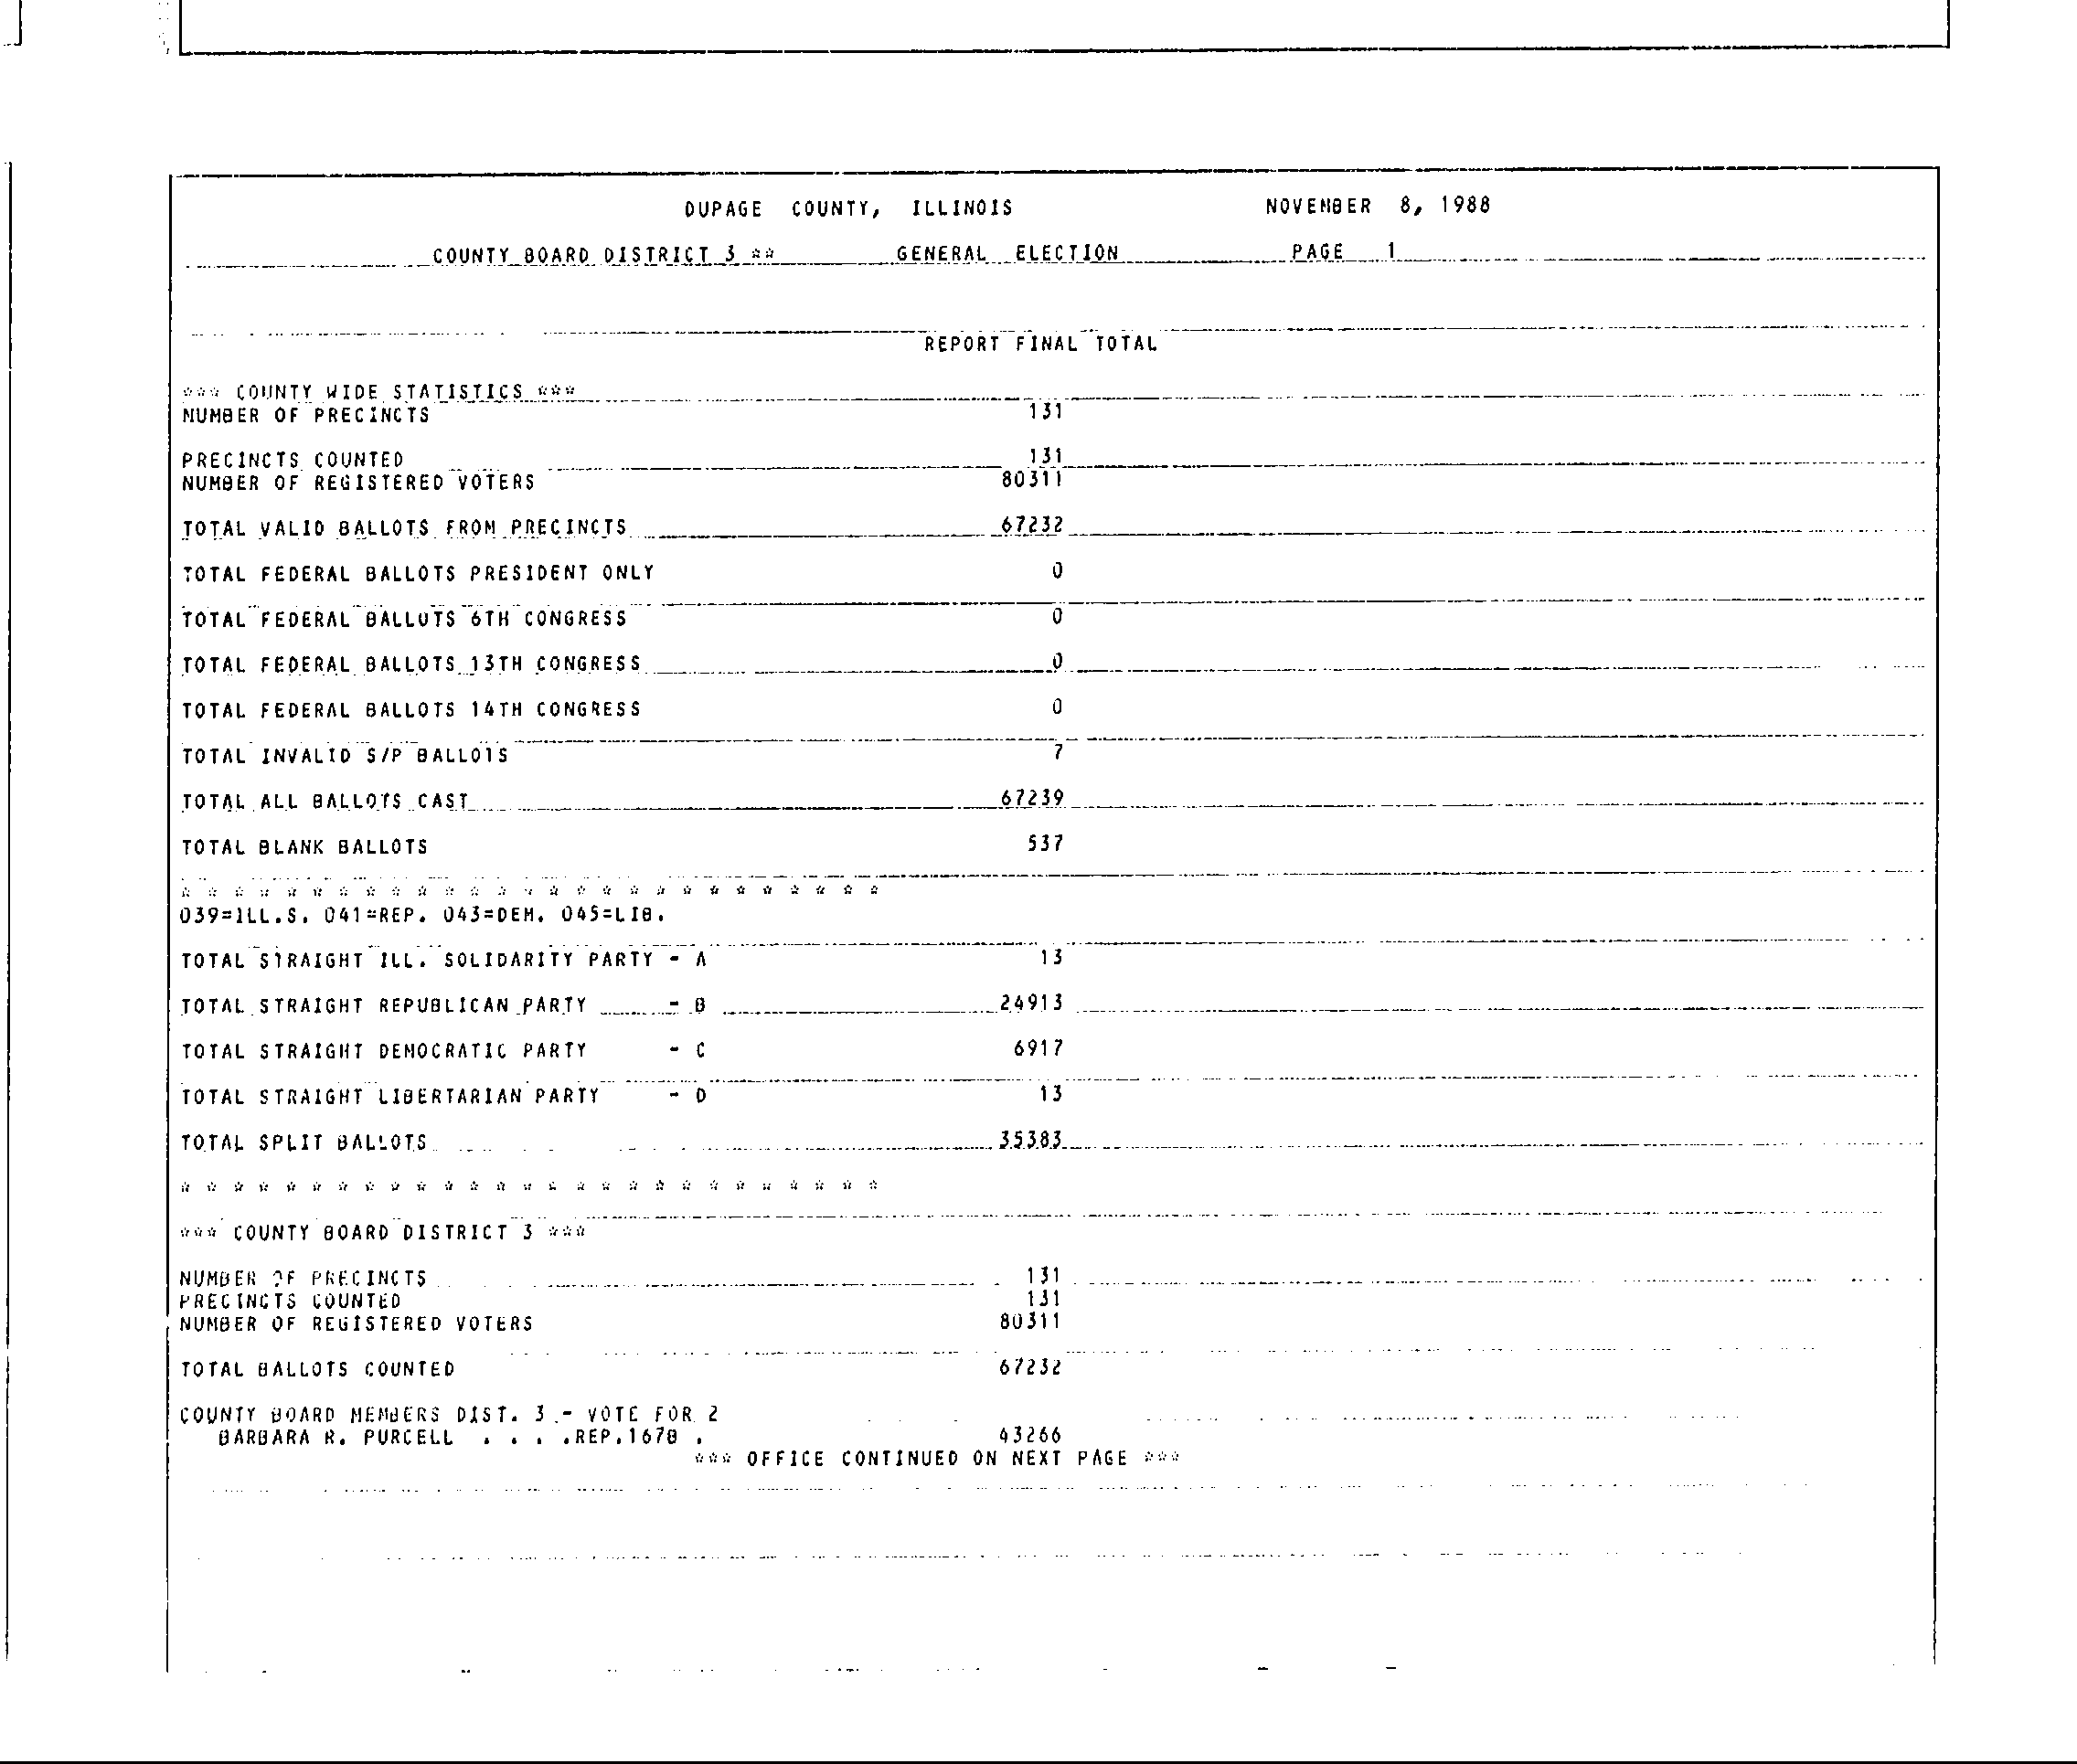 DUPAGE COUNTY, ILLINOIS NOVEMBER 8, 1988
COUNTY BOARD DISTRICT 3 ** GENERAL ELECTION PAGE 1
REPORT FINAL TOTAL
*** COUNTY WIDE STATISTICS ***
NUMBER OF PRECINCTS 131
PRECINCTS COUNTED 131
NUMBER OF REGISTERED VOTERS 80311
TOTAL VALID BALLOTS FROM PRECINCTS 67232
TOTAL FEDERAL BALLOTS PRESIDENT ONLY 0
TOTAL FEDERAL BALLOTS 6TH CONGRESS 0
TOTAL FEDERAL BALLOTS 13TH CONGRESS 0
TOTAL FEDERAL BALLOTS 14TH CONGRESS 0
TOTAL INVALID S/P BALLOTS 7
TOTAL ALL BALLOTS CAST 67239
TOTAL BLANK BALLOTS 537
* * * * * * * * * * * * * * * * * * * * * * * * * * *
039=ILL.S. 041=REP. 043=DEM. 045=LIB.
TOTAL STRAIGHT ILL. SOLIDARITY PARTY - A 13
TOTAL STRAIGHT REPUBLICAN PARTY - B 24913
TOTAL STRAIGHT DEMOCRATIC PARTY - C 6917
TOTAL STRAIGHT LIBERTARIAN PARTY - D 13
TOTAL SPLIT BALLOTS 35383
* * * * * * * * * * * * * * * * * * * * * * * * * * *
*** COUNTY BOARD DISTRICT 3 ***
NUMBER OF PRECINCTS 131
PRECINCTS COUNTED 131
NUMBER OF REGISTERED VOTERS 80311
TOTAL BALLOTS COUNTED 67232
COUNTY BOARD MEMBERS DIST. 3 - VOTE FOR 2
BARBARA R. PURCELL . . . .REP.167B . 43266
*** OFFICE CONTINUED ON NEXT PAGE ***